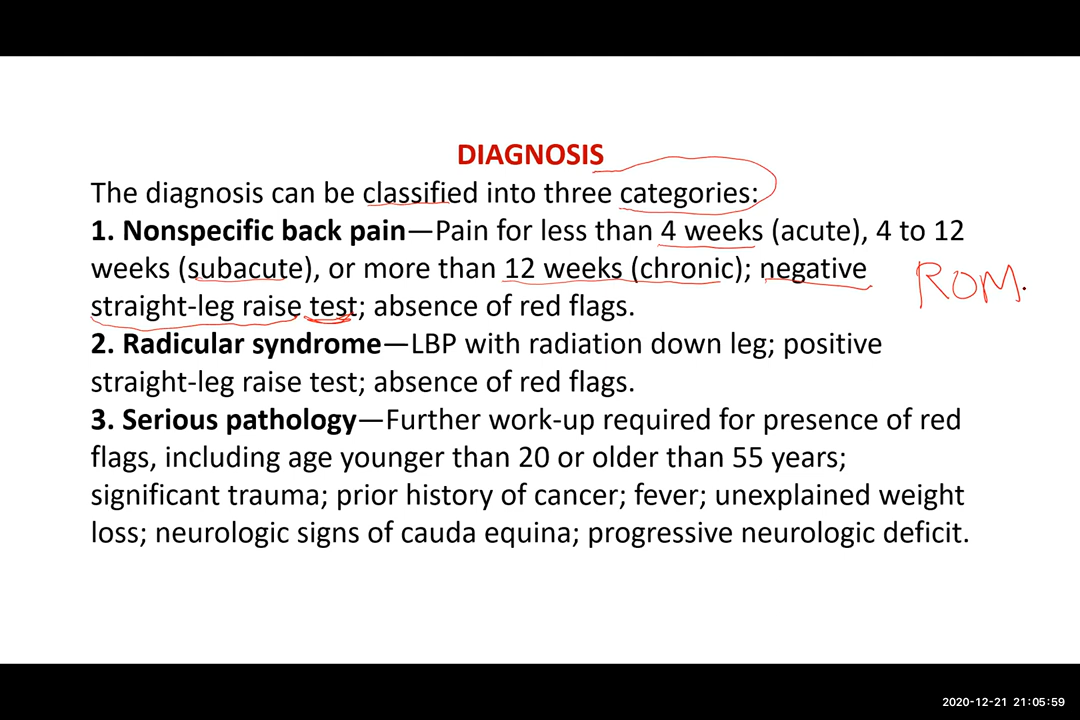 DIAGNOSIS
The diagnosis can be classified into three categories:
1. Nonspecific back pain—Pain for less than 4 weeks (acute), 4 to 12
weeks (subacute), or more than 12 weeks (chronic); negative
ROM.
straight-leg raise test; absence of red flags.
2. Radicular syndrome—LBP with radiation down leg; positive
straight-leg raise test; absence of red flags.
3. Serious pathology—Further work-up required for presence of red
flags, including age younger than 20 or older than 55 years;
significant trauma; prior history of cancer; fever; unexplained weight
loss; neurologic signs of cauda equina; progressive neurologic deficit.
2020-12-21 21:05:59